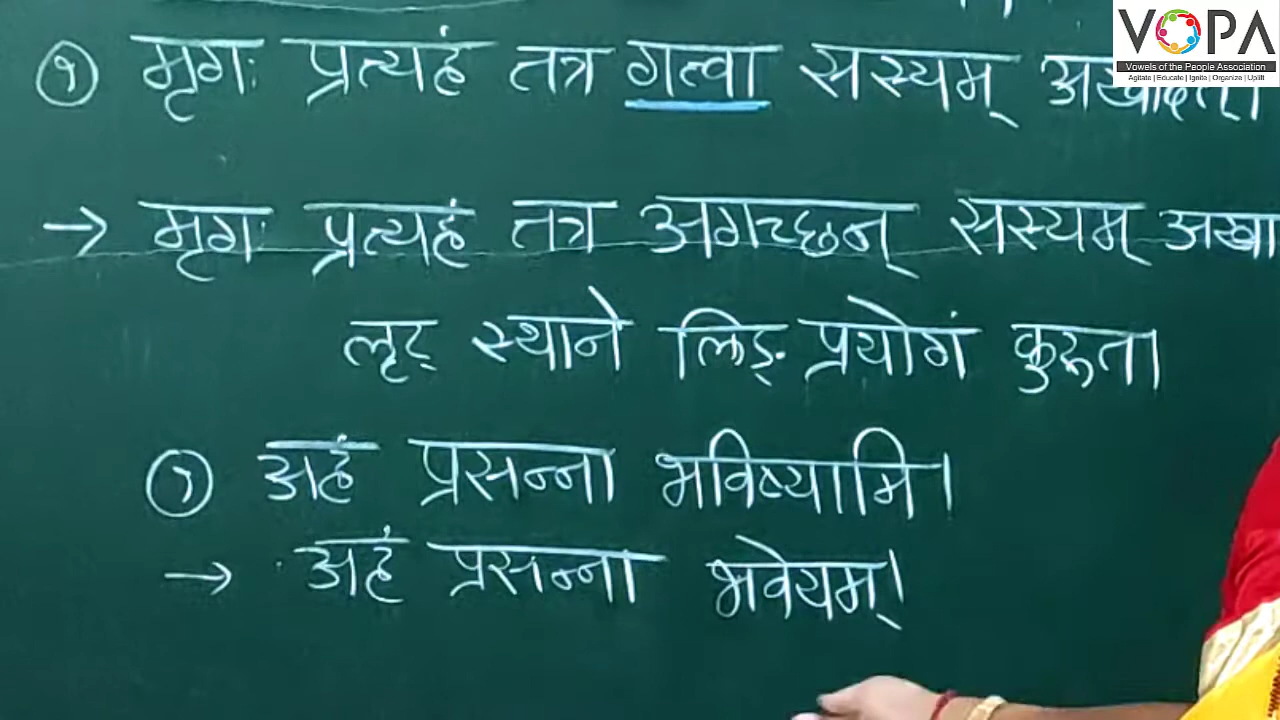 VOPA
Vowels of the People Association
Agitate | Educate | Ignite | Organize | Uplift
१ मृगः प्रत्यहं तत्र गत्वा सस्यम्
→ मृगः प्रत्यहं तत्र अगच्छन् सस्यम् अखा
लृट् स्थाने लिङ् प्रयोगं कुरुत।
१ अहं प्रसन्ना भविष्यामि।
→ अहं प्रसन्ना भवेयम्।